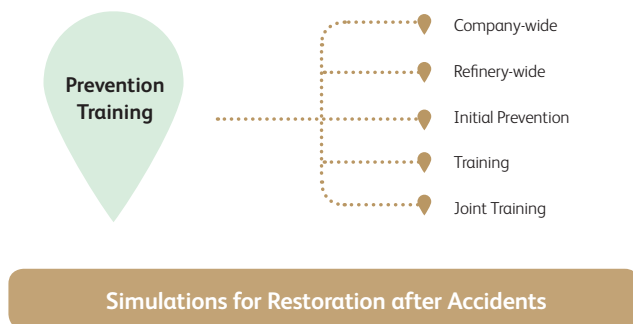 Prevention
Training
Company-wide
Refinery-wide
Initial Prevention
Training
Joint Training
Simulations for Restoration after Accidents